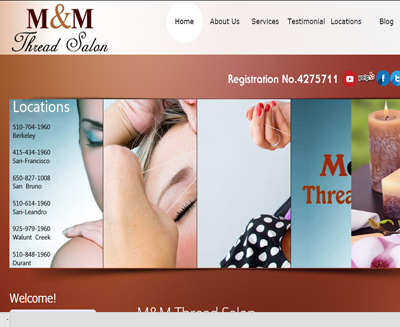 M&M
Thread Salon
Home About Us Services Testimonial Locations Blog
Registration No.4275711
Locations
510-704-1960
Berkeley
415-434-1960
San-Francisco
650-827-1008
San Bruno
510-614-1960
San-Leandro
925-979-1960
Walunt Creek
510-848-1960
Durant
M
Threa
Welcome!
M&M Thread Salon